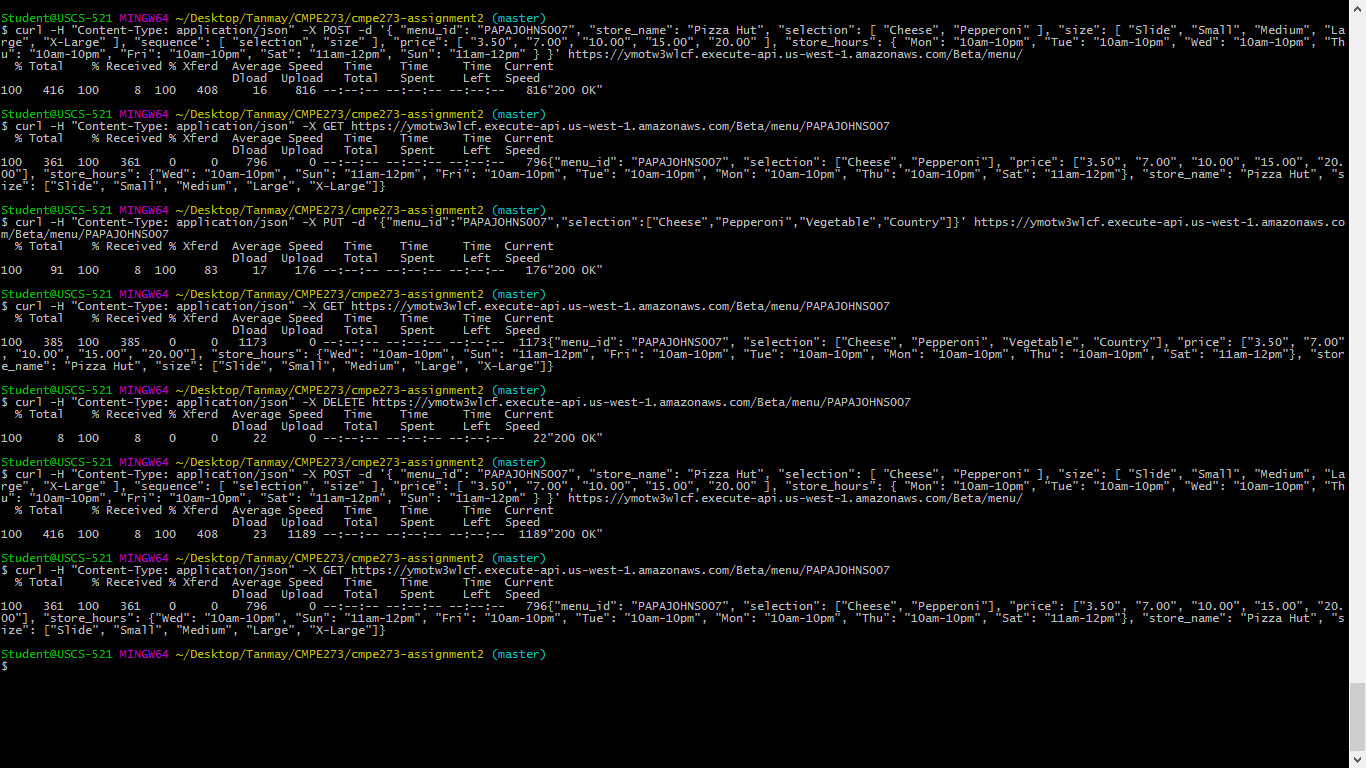 Student@USCS-521 MINGW64 ~/Desktop/Tanmay/CMPE273/cmpe273-assignment2 (master)
$ curl -H "Content-Type: application/json" -X POST -d '{ "menu_id": "PAPAJOHNS007", "store_name": "Pizza Hut", "selection": [ "Cheese", "Pepperoni" ], "size": [ "Slide", "Small", "Medium", "La
rge", "X-Large" ], "sequence": [ "selection", "size" ], "price": [ "3.50", "7.00", "10.00", "15.00", "20.00" ], "store_hours": { "Mon": "10am-10pm", "Tue": "10am-10pm", "Wed": "10am-10pm", "Th
u": "10am-10pm", "Fri": "10am-10pm", "Sat": "11am-12pm", "Sun": "11am-12pm" } }' https://ymotw3wlcf.execute-api.us-west-1.amazonaws.com/Beta/menu/
% Total % Received % Xferd Average Speed Time Time Time Current
Dload Upload Total Spent Left Speed
100 416 100 8 100 408 16 816 --:--:-- --:--:-- --:--:-- 816"200 OK"
Student@USCS-521 MINGW64 ~/Desktop/Tanmay/CMPE273/cmpe273-assignment2 (master)
$ curl -H "Content-Type: application/json" -X GET https://ymotw3wlcf.execute-api.us-west-1.amazonaws.com/Beta/menu/PAPAJOHNS007
% Total % Received % Xferd Average Speed Time Time Time Current
Dload Upload Total Spent Left Speed
100 361 100 361 0 0 796 0 --:--:-- --:--:-- --:--:-- 796{"menu_id": "PAPAJOHNS007", "selection": ["Cheese", "Pepperoni"], "price": ["3.50", "7.00", "10.00", "15.00", "20.
00"], "store_hours": {"Wed": "10am-10pm", "Sun": "11am-12pm", "Fri": "10am-10pm", "Tue": "10am-10pm", "Mon": "10am-10pm", "Thu": "10am-10pm", "Sat": "11am-12pm"}, "store_name": "Pizza Hut", "s
ize": ["Slide", "Small", "Medium", "Large", "X-Large"]}
Student@USCS-521 MINGW64 ~/Desktop/Tanmay/CMPE273/cmpe273-assignment2 (master)
$ curl -H "Content-Type: application/json" -X PUT -d '{"menu_id":"PAPAJOHNS007","selection":["Cheese","Pepperoni","Vegetable","Country"]}' https://ymotw3wlcf.execute-api.us-west-1.amazonaws.co
m/Beta/menu/PAPAJOHNS007
% Total % Received % Xferd Average Speed Time Time Time Current
Dload Upload Total Spent Left Speed
100 91 100 8 100 83 17 176 --:--:-- --:--:-- --:--:-- 176"200 OK"
Student@USCS-521 MINGW64 ~/Desktop/Tanmay/CMPE273/cmpe273-assignment2 (master)
$ curl -H "Content-Type: application/json" -X GET https://ymotw3wlcf.execute-api.us-west-1.amazonaws.com/Beta/menu/PAPAJOHNS007
% Total % Received % Xferd Average Speed Time Time Time Current
Dload Upload Total Spent Left Speed
100 385 100 385 0 0 1173 0 --:--:-- --:--:-- --:--:-- 1173{"menu_id": "PAPAJOHNS007", "selection": ["Cheese", "Pepperoni", "Vegetable", "Country"], "price": ["3.50", "7.00"
, "10.00", "15.00", "20.00"], "store_hours": {"Wed": "10am-10pm", "Sun": "11am-12pm", "Fri": "10am-10pm", "Tue": "10am-10pm", "Mon": "10am-10pm", "Thu": "10am-10pm", "Sat": "11am-12pm"}, "stor
e_name": "Pizza Hut", "size": ["Slide", "Small", "Medium", "Large", "X-Large"]}
Student@USCS-521 MINGW64 ~/Desktop/Tanmay/CMPE273/cmpe273-assignment2 (master)
$ curl -H "Content-Type: application/json" -X DELETE https://ymotw3wlcf.execute-api.us-west-1.amazonaws.com/Beta/menu/PAPAJOHNS007
% Total % Received % Xferd Average Speed Time Time Time Current
Dload Upload Total Spent Left Speed
100 8 100 8 0 0 22 0 --:--:-- --:--:-- --:--:-- 22"200 OK"
Student@USCS-521 MINGW64 ~/Desktop/Tanmay/CMPE273/cmpe273-assignment2 (master)
$ curl -H "Content-Type: application/json" -X POST -d '{ "menu_id": "PAPAJOHNS007", "store_name": "Pizza Hut", "selection": [ "Cheese", "Pepperoni" ], "size": [ "Slide", "Small", "Medium", "La
rge", "X-Large" ], "sequence": [ "selection", "size" ], "price": [ "3.50", "7.00", "10.00", "15.00", "20.00" ], "store_hours": { "Mon": "10am-10pm", "Tue": "10am-10pm", "Wed": "10am-10pm", "Th
u": "10am-10pm", "Fri": "10am-10pm", "Sat": "11am-12pm", "Sun": "11am-12pm" } }' https://ymotw3wlcf.execute-api.us-west-1.amazonaws.com/Beta/menu/
% Total % Received % Xferd Average Speed Time Time Time Current
Dload Upload Total Spent Left Speed
100 416 100 8 100 408 23 1189 --:--:-- --:--:-- --:--:-- 1189"200 OK"
Student@USCS-521 MINGW64 ~/Desktop/Tanmay/CMPE273/cmpe273-assignment2 (master)
$ curl -H "Content-Type: application/json" -X GET https://ymotw3wlcf.execute-api.us-west-1.amazonaws.com/Beta/menu/PAPAJOHNS007
% Total % Received % Xferd Average Speed Time Time Time Current
Dload Upload Total Spent Left Speed
100 361 100 361 0 0 796 0 --:--:-- --:--:-- --:--:-- 796{"menu_id": "PAPAJOHNS007", "selection": ["Cheese", "Pepperoni"], "price": ["3.50", "7.00", "10.00", "15.00", "20.
00"], "store_hours": {"Wed": "10am-10pm", "Sun": "11am-12pm", "Fri": "10am-10pm", "Tue": "10am-10pm", "Mon": "10am-10pm", "Thu": "10am-10pm", "Sat": "11am-12pm"}, "store_name": "Pizza Hut", "s
ize": ["Slide", "Small", "Medium", "Large", "X-Large"]}
Student@USCS-521 MINGW64 ~/Desktop/Tanmay/CMPE273/cmpe273-assignment2 (master)
$